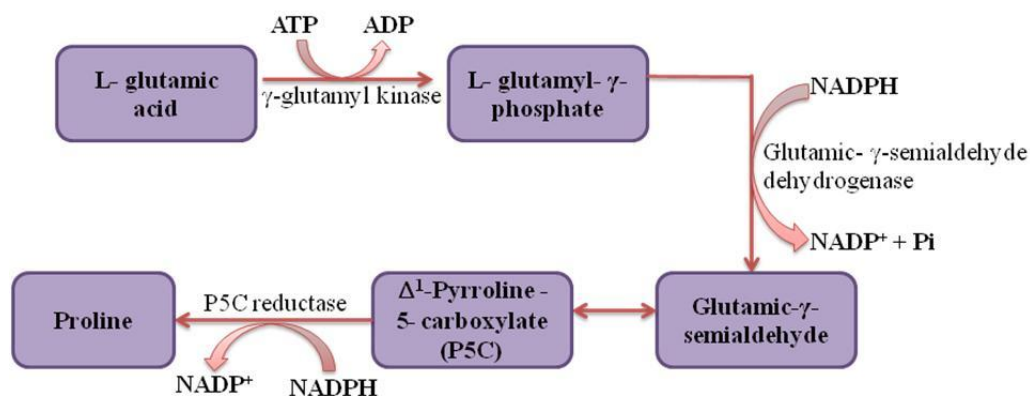 ATP
ADP
L- glutamic
acid
γ-glutamyl kinase
L- glutamyl- γ-
phosphate
NADPH
Glutamic- γ-semialdehyde
dehydrogenase
NADP⁺ + Pi
Proline
P5C reductase
NADP⁺
NADPH
Δ¹-Pyrroline -
5- carboxylate
(P5C)
Glutamic-γ-
semialdehyde